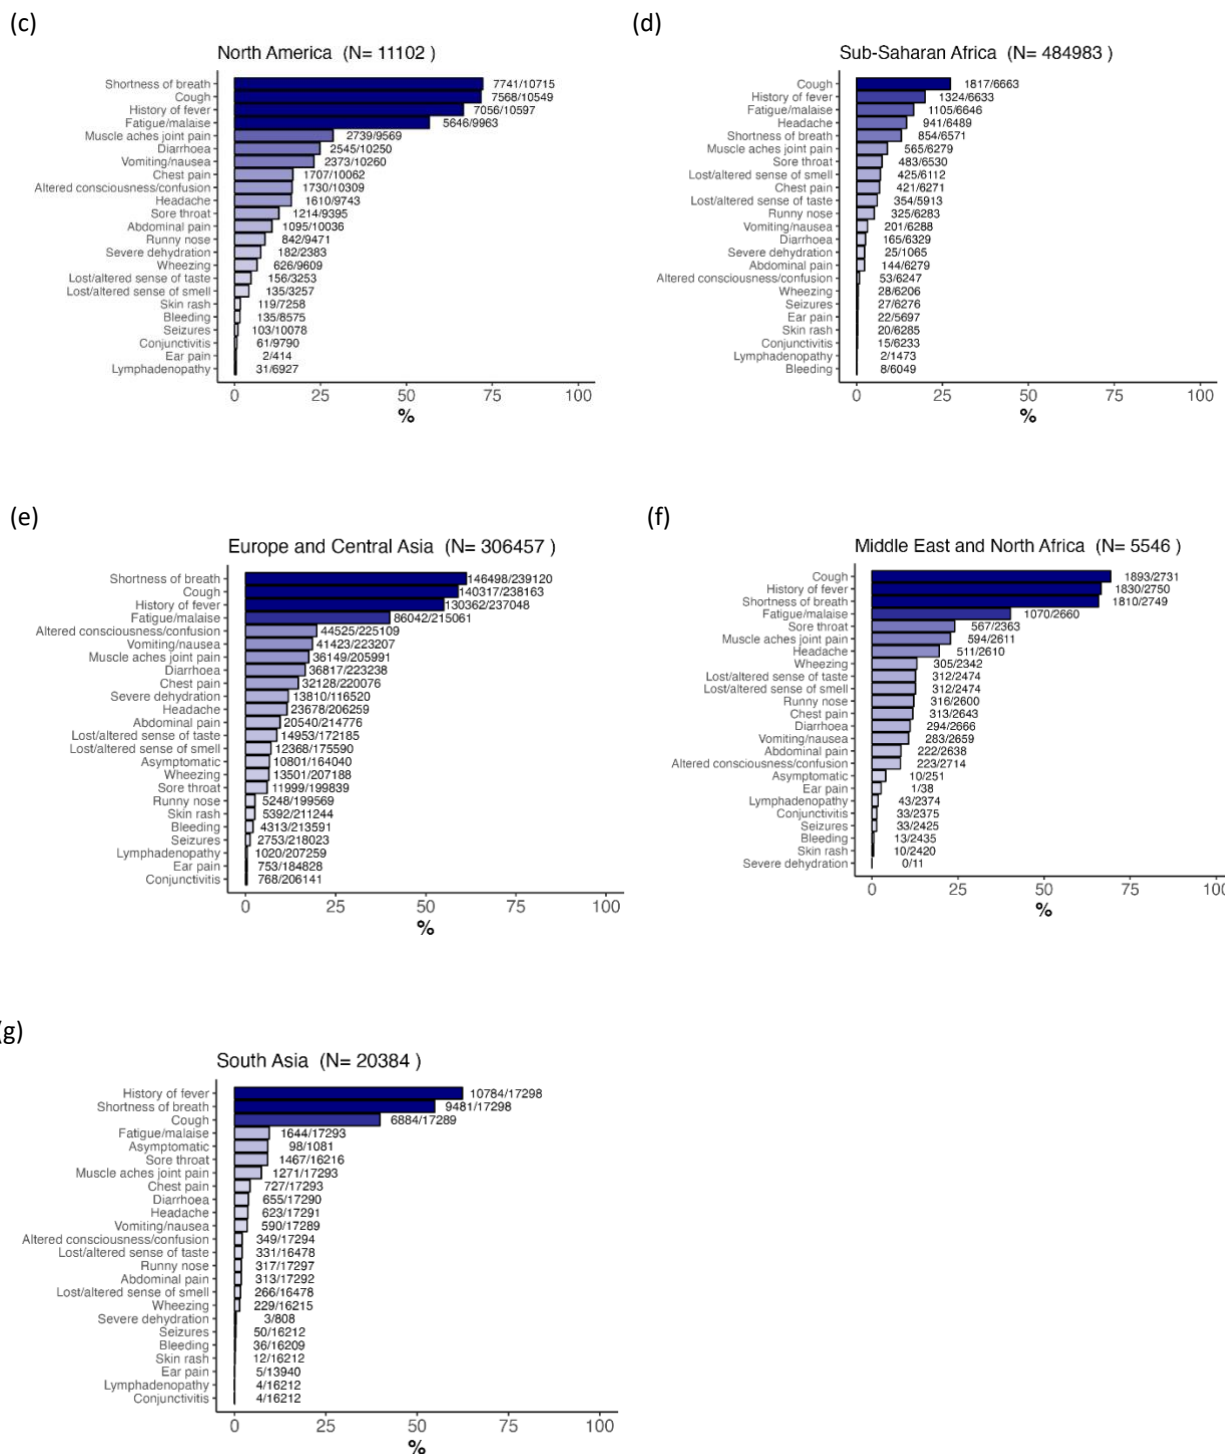 (c)
North America (N= 11102 )
Shortness of breath 7741/10715
Cough 7568/10549
History of fever 7056/10597
Fatigue/malaise 5646/9963
Muscle aches joint pain 2739/9569
Diarrhoea 2545/10250
Vomiting/nausea 2373/10260
Chest pain 1707/10062
Altered consciousness/confusion 1730/10309
Headache 1610/9743
Sore throat 1214/9395
Abdominal pain 1095/10036
Runny nose 842/9471
Severe dehydration 182/2383
Wheezing 626/9609
Lost/altered sense of taste 156/3253
Lost/altered sense of smell 135/3257
Skin rash 119/7258
Bleeding 135/8575
Seizures 103/10078
Conjunctivitis 61/9790
Ear pain 2/414
Lymphadenopathy 31/6927
0 25 50 75 100
%
(d)
Sub-Saharan Africa (N= 484983 )
Cough 1817/6663
History of fever 1324/6633
Fatigue/malaise 1105/6646
Headache 941/6489
Shortness of breath 854/6571
Muscle aches joint pain 565/6279
Sore throat 483/6530
Lost/altered sense of smell 425/6112
Chest pain 421/6271
Lost/altered sense of taste 354/5913
Runny nose 325/6283
Vomiting/nausea 201/6288
Diarrhoea 165/6329
Severe dehydration 25/1065
Abdominal pain 144/6279
Altered consciousness/confusion 53/6247
Wheezing 28/6206
Seizures 27/6276
Ear pain 22/5697
Skin rash 20/6285
Conjunctivitis 15/6233
Lymphadenopathy 2/1473
Bleeding 8/6049
0 25 50 75 100
%
(e)
Europe and Central Asia (N= 306457 )
Shortness of breath 146498/239120
Cough 140317/238163
History of fever 130362/237048
Fatigue/malaise 86042/215061
Altered consciousness/confusion 44525/225109
Vomiting/nausea 41423/223207
Muscle aches joint pain 36149/205991
Diarrhoea 36817/223238
Chest pain 32128/220076
Severe dehydration 13810/116520
Headache 23678/206259
Abdominal pain 20540/214776
Lost/altered sense of taste 14953/172185
Lost/altered sense of smell 12368/175590
Asymptomatic 10801/164040
Wheezing 13501/207188
Sore throat 11999/199839
Runny nose 5248/199569
Skin rash 5392/211244
Bleeding 4313/213591
Seizures 2753/218023
Lymphadenopathy 1020/207259
Ear pain 753/184828
Conjunctivitis 768/206141
0 25 50 75 100
%
(f)
Middle East and North Africa (N= 5546 )
Cough 1893/2731
History of fever 1830/2750
Shortness of breath 1810/2749
Fatigue/malaise 1070/2660
Sore throat 567/2363
Muscle aches joint pain 594/2611
Headache 511/2610
Wheezing 305/2342
Lost/altered sense of taste 312/2474
Lost/altered sense of smell 312/2474
Runny nose 316/2600
Chest pain 313/2643
Diarrhoea 294/2666
Vomiting/nausea 283/2659
Abdominal pain 222/2638
Altered consciousness/confusion 223/2714
Asymptomatic 10/251
Ear pain 1/38
Lymphadenopathy 43/2374
Conjunctivitis 33/2375
Seizures 33/2425
Bleeding 13/2435
Skin rash 10/2420
Severe dehydration 0/11
0 25 50 75 100
%
(g)
South Asia (N= 20384 )
History of fever 10784/17298
Shortness of breath 9481/17298
Cough 6884/17289
Fatigue/malaise 1644/17293
Asymptomatic 98/1081
Sore throat 1467/16216
Muscle aches joint pain 1271/17293
Chest pain 727/17293
Diarrhoea 655/17290
Headache 623/17291
Vomiting/nausea 590/17289
Altered consciousness/confusion 349/17294
Lost/altered sense of taste 331/16478
Runny nose 317/17297
Abdominal pain 313/17292
Lost/altered sense of smell 266/16478
Wheezing 229/16215
Severe dehydration 3/808
Seizures 50/16212
Bleeding 36/16209
Skin rash 12/16212
Ear pain 5/13940
Lymphadenopathy 4/16212
Conjunctivitis 4/16212
0 25 50 75 100
%